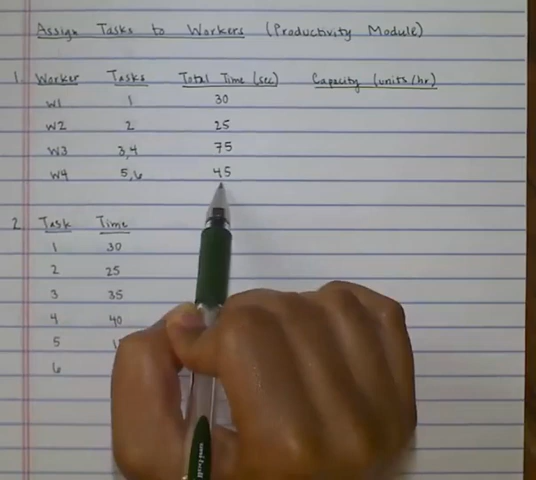 Assign Tasks to Workers (Productivity Module)
1. Worker Tasks Total Time (sec) Capacity (units/hr)
W1 1 30
W2 2 25
W3 3,4 75
W4 5,6 45
2. Task Time
1 30
2 25
3 35
4 40
5
6